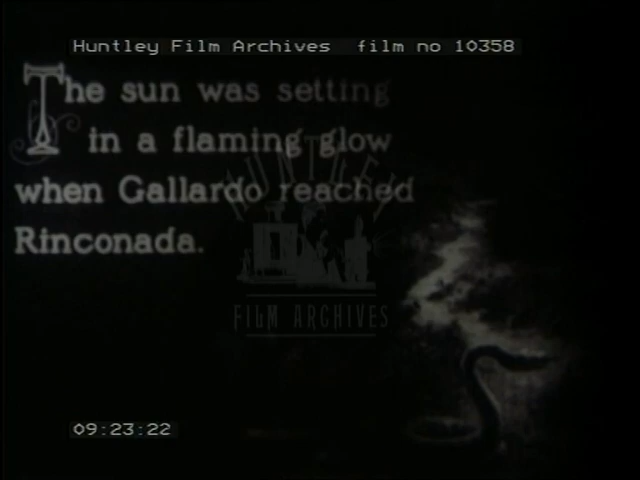 Huntley Film Archives film no 10358
The sun was setting
in a flaming glow
when Gallardo reached
Rinconada.
HUNTLEY
FILM ARCHIVES
09:23:22